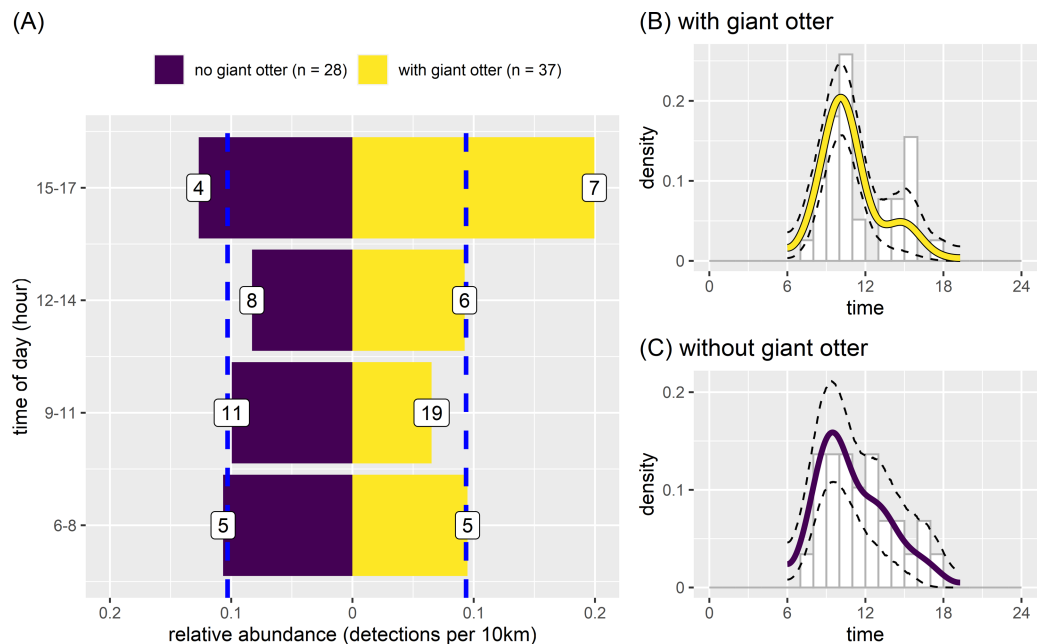 (A)
no giant otter (n = 28)
with giant otter (n = 37)
time of day (hour)
15-17
4
7
12-14
8
6
9-11
11
19
6-8
5
5
0.2 0.1 0 0.1 0.2
relative abundance (detections per 10km)
(B) with giant otter
density
0.2
0.1
0
0 6 12 18 24
time
(C) without giant otter
density
0.2
0.1
0
0 6 12 18 24
time